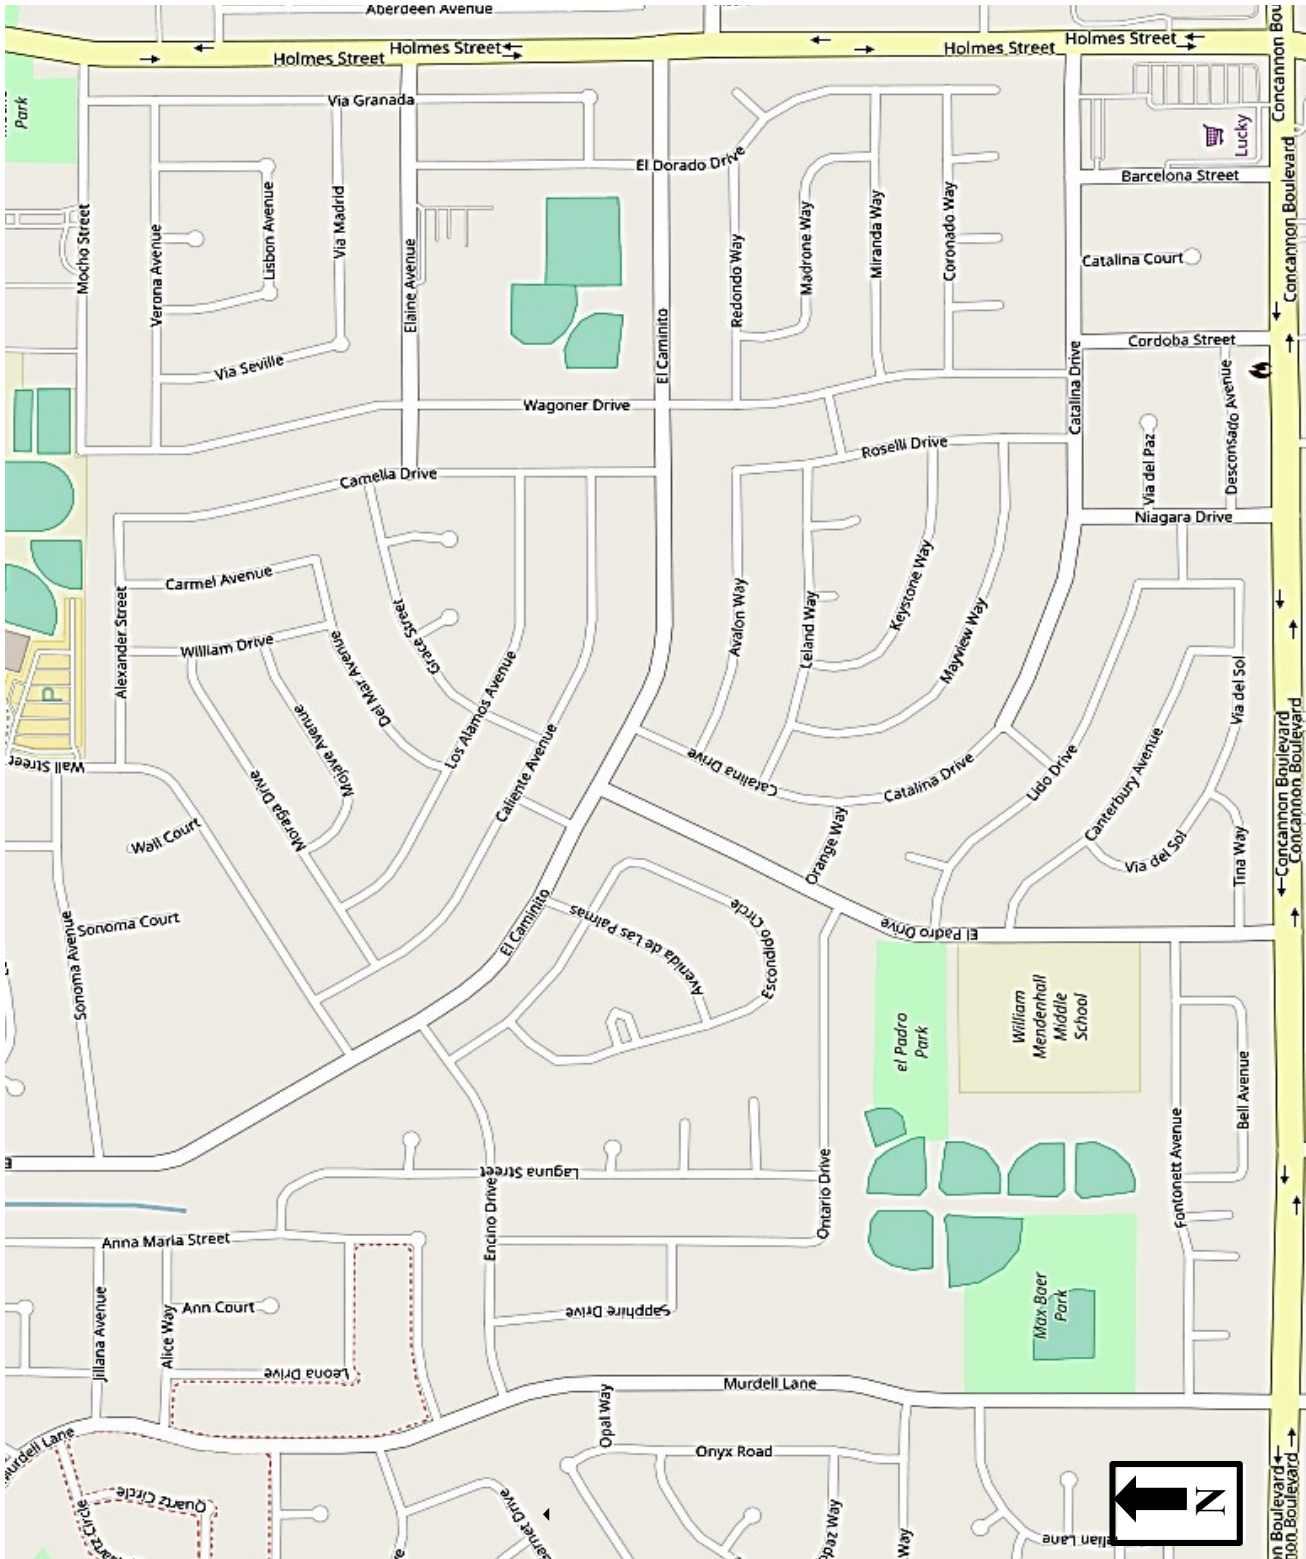 Aberdeen Avenue
Holmes Street
Holmes Street
Holmes Street
Holmes Street
Concannon Boulevard
Park
Via Granada
Lucky
El Dorado Drive
Barcelona Street
Mocho Street
Verona Avenue
Lisbon Avenue
Via Madrid
Elaine Avenue
El Caminito
Redondo Way
Madrone Way
Miranda Way
Coronado Way
Catalina Court
Concannon Boulevard
Cordoba Street
Via Seville
Catalina Drive
Desconsado Avenue
Wagoner Drive
Roselli Drive
Camelia Drive
Via del Paz
Niagara Drive
Carmel Avenue
Alexander Street
William Drive
Grace Street
Avalon Way
Leland Way
Keystone Way
Mayview Way
Via del Sol
P
Del Mar Avenue
Los Alamos Avenue
Mojave Avenue
Moraga Drive
Caliente Avenue
Wall Street
Catalina Drive
Catalina Drive
Lido Drive
Canterbury Avenue
Concannon Boulevard
Concannon Boulevard
Wall Court
Orange Way
Via del Sol
Tina Way
Sonoma Court
Sonoma Avenue
El Caminito
Avenida de Las Palmas
Escondido Circle
El Padro Drive
el Padro
Park
William
Mendenhall
Middle
School
Bell Avenue
Fontonett Avenue
Laguna Street
Encino Drive
Ontario Drive
Anna Maria Street
Jillana Avenue
Alice Way
Ann Court
Sapphire Drive
Max Baer
Park
Leona Drive
Murdell Lane
Murdell Lane
Opal Way
Onyx Road
Quartz Circle
Way
N